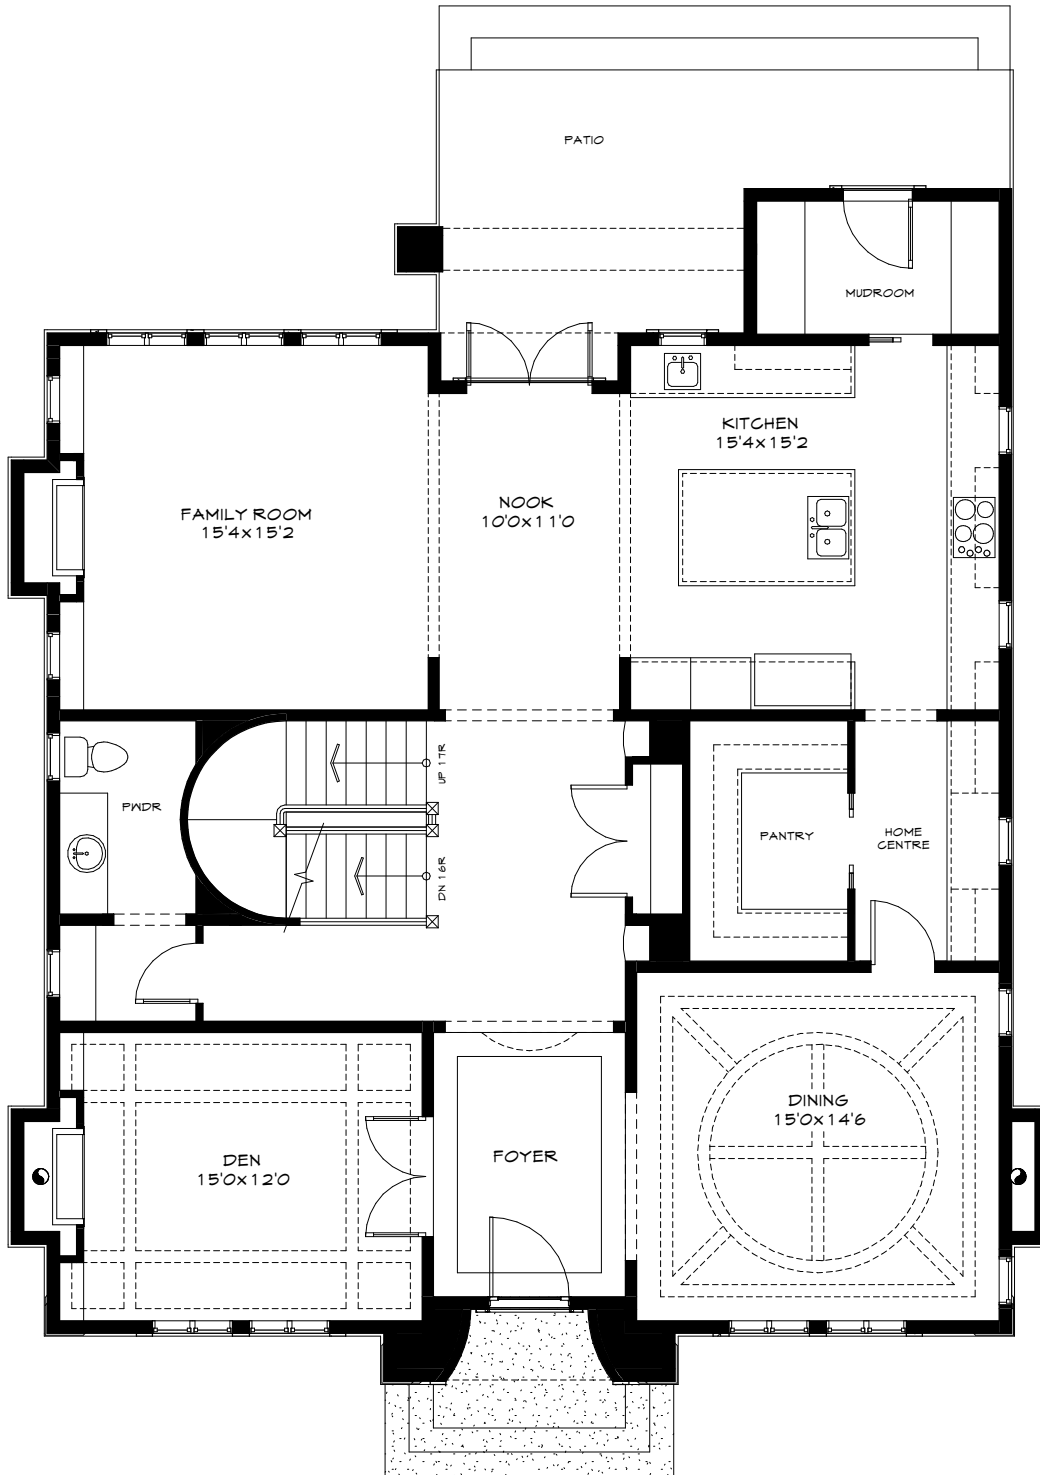 PATIO
MUDROOM
KITCHEN
15'4x15'2
NOOK
10'0x11'0
FAMILY ROOM
15'4x15'2
UP 17R
PWDR
PANTRY
HOME
CENTRE
DN 16R
DINING
15'0x14'6
FOYER
DEN
15'0x12'0